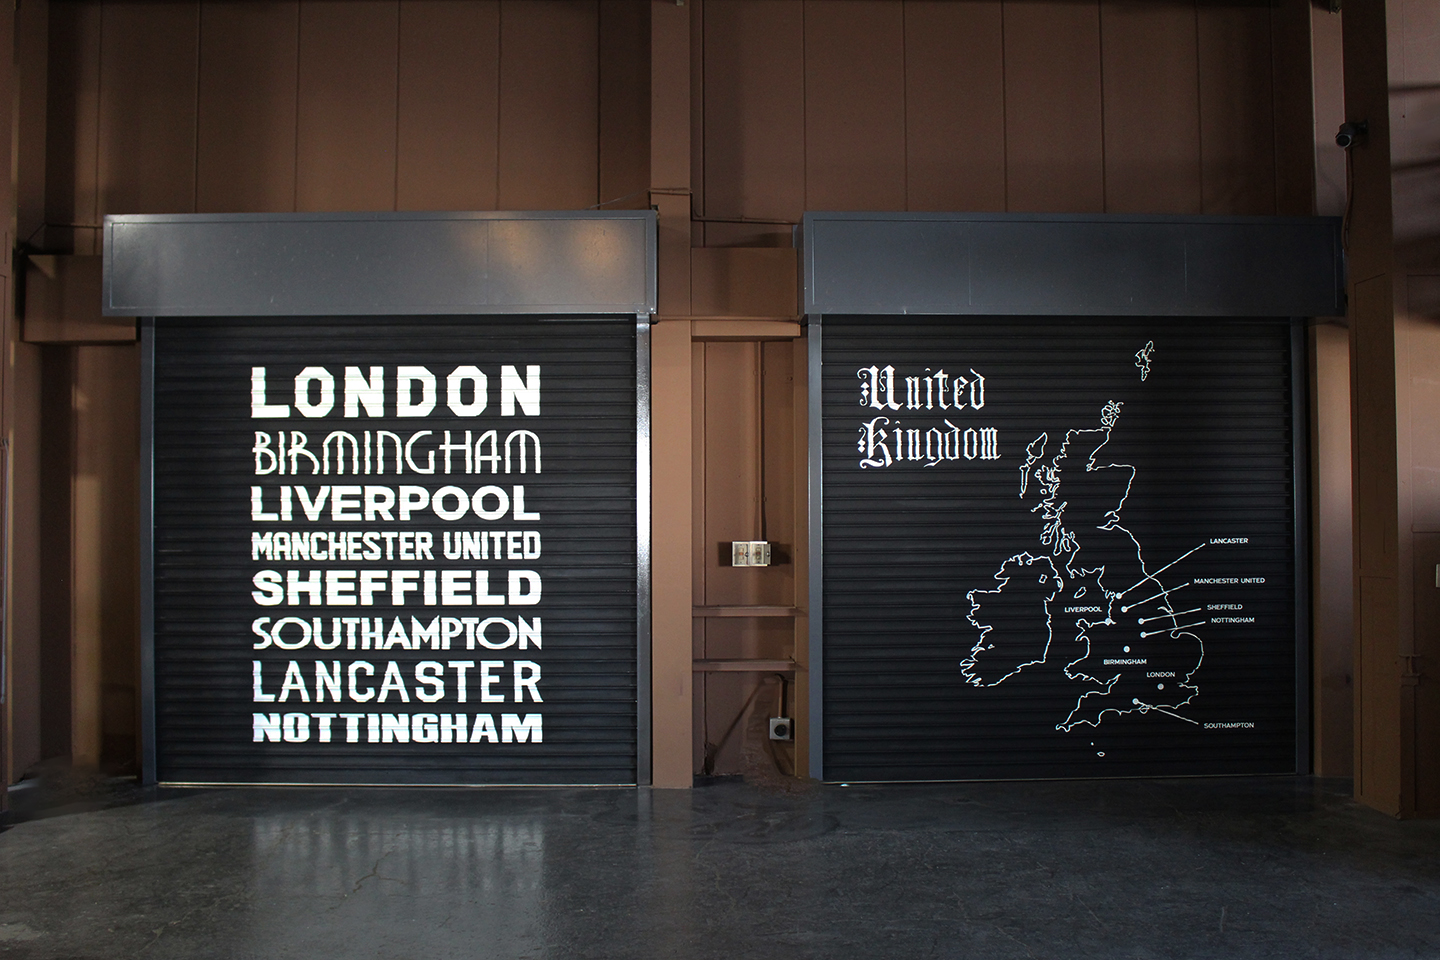 LONDON
BIRMINGHAM
LIVERPOOL
MANCHESTER UNITED
SHEFFIELD
SOUTHAMPTON
LANCASTER
NOTTINGHAM
United
Kingdom
LANCASTER
MANCHESTER UNITED
LIVERPOOL
SHEFFIELD
NOTTINGHAM
BIRMINGHAM
LONDON
SOUTHAMPTON